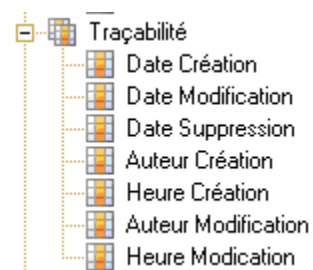 Traçabilité
Date Création
Date Modification
Date Suppression
Auteur Création
Heure Création
Auteur Modification
Heure Modication